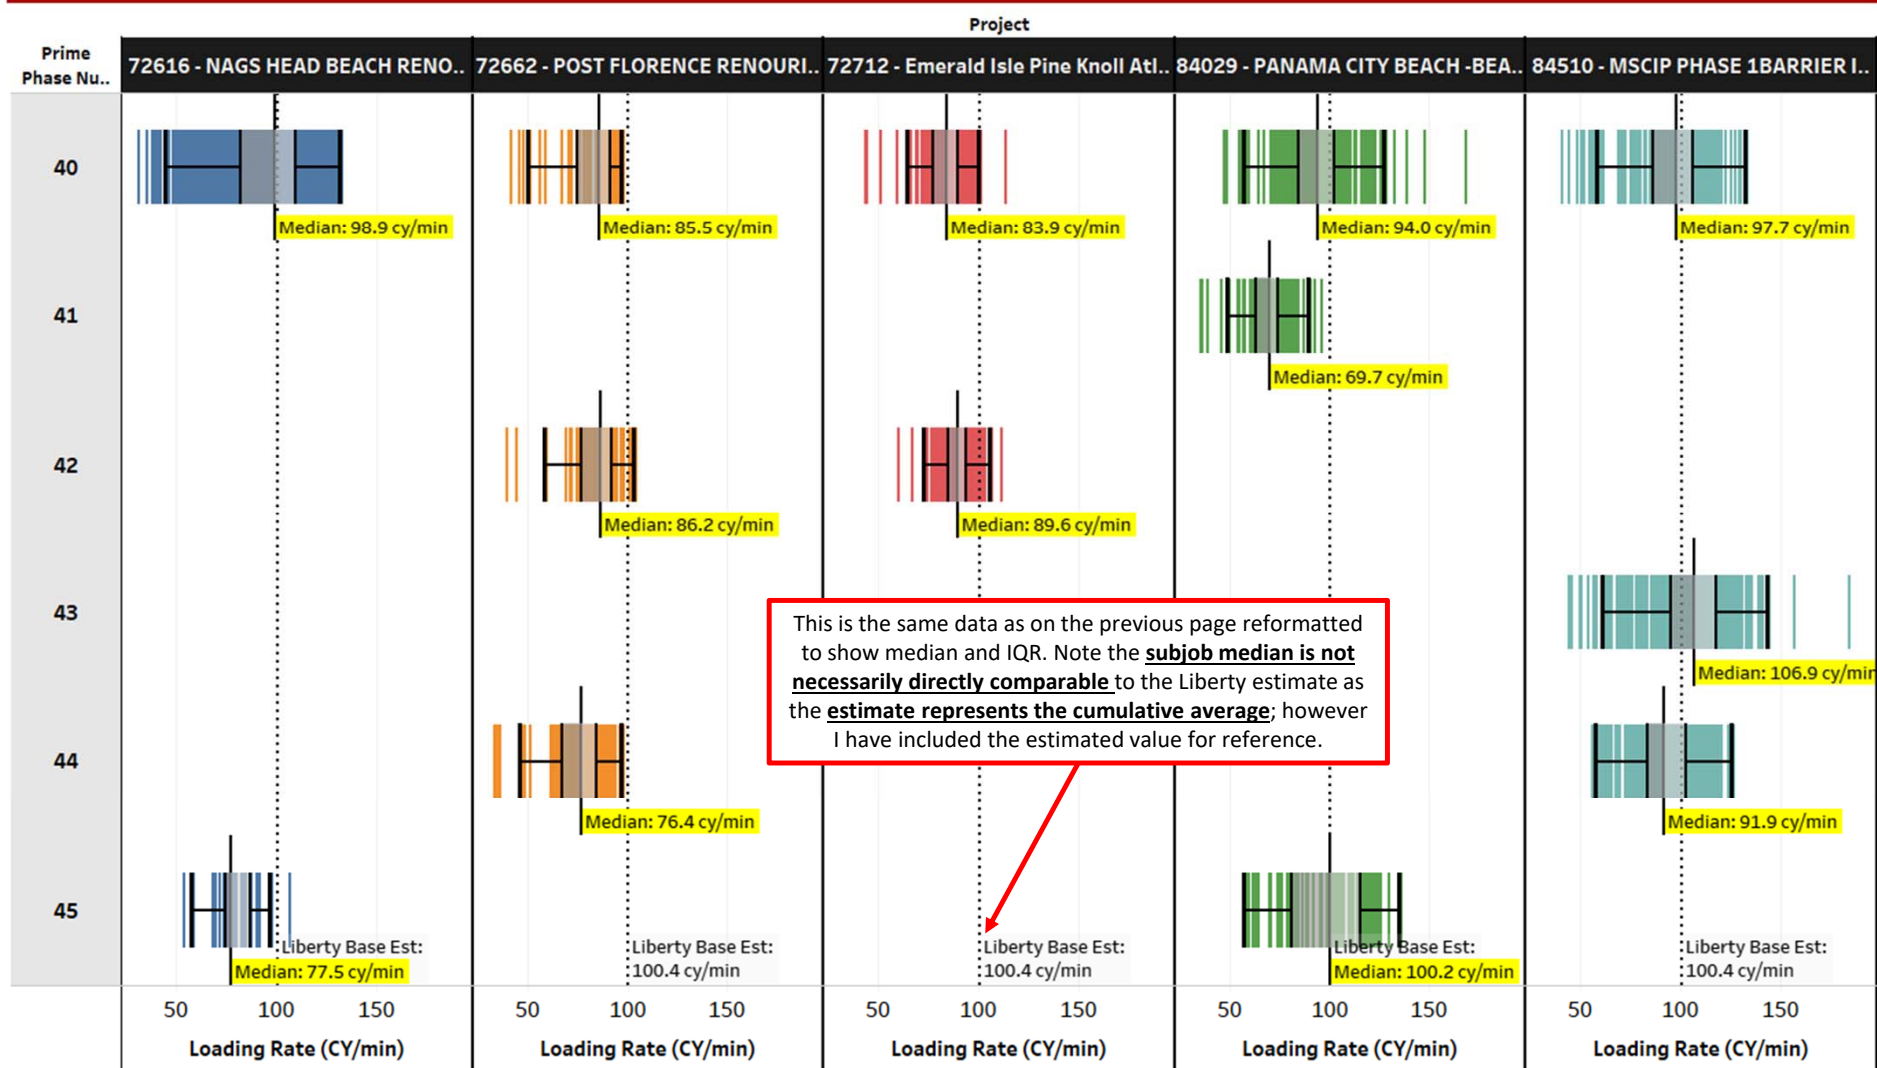 Project
Prime
Phase Nu..
72616 - NAGS HEAD BEACH RENO..
72662 - POST FLORENCE RENOURI..
72712 - Emerald Isle Pine Knoll Atl..
84029 - PANAMA CITY BEACH -BEA..
84510 - MSCIP PHASE 1BARRIER I..
40
Median: 98.9 cy/min
Median: 85.5 cy/min
Median: 83.9 cy/min
Median: 94.0 cy/min
Median: 97.7 cy/min
41
Median: 69.7 cy/min
42
Median: 86.2 cy/min
Median: 89.6 cy/min
43
Median: 106.9 cy/min
This is the same data as on the previous page reformatted
to show median and IQR. Note the subjob median is not
necessarily directly comparable to the Liberty estimate as
the estimate represents the cumulative average; however
I have included the estimated value for reference.
44
Median: 76.4 cy/min
Median: 91.9 cy/min
45
Liberty Base Est:
Median: 77.5 cy/min
Liberty Base Est:
100.4 cy/min
Liberty Base Est:
100.4 cy/min
Liberty Base Est:
Median: 100.2 cy/min
Liberty Base Est:
100.4 cy/min
50 100 150
50 100 150
50 100 150
50 100 150
50 100 150
Loading Rate (CY/min)
Loading Rate (CY/min)
Loading Rate (CY/min)
Loading Rate (CY/min)
Loading Rate (CY/min)